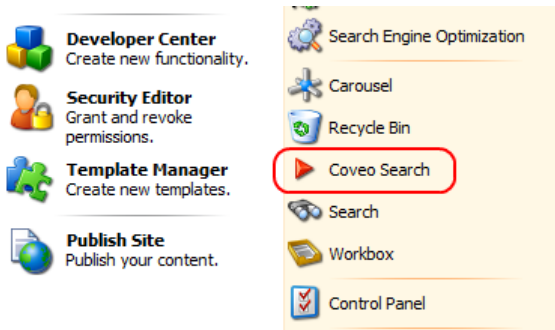 Developer Center
Create new functionality.
Security Editor
Grant and revoke
permissions.
Template Manager
Create new templates.
Publish Site
Publish your content.
Search Engine Optimization
Carousel
Recycle Bin
Coveo Search
Search
Workbox
Control Panel